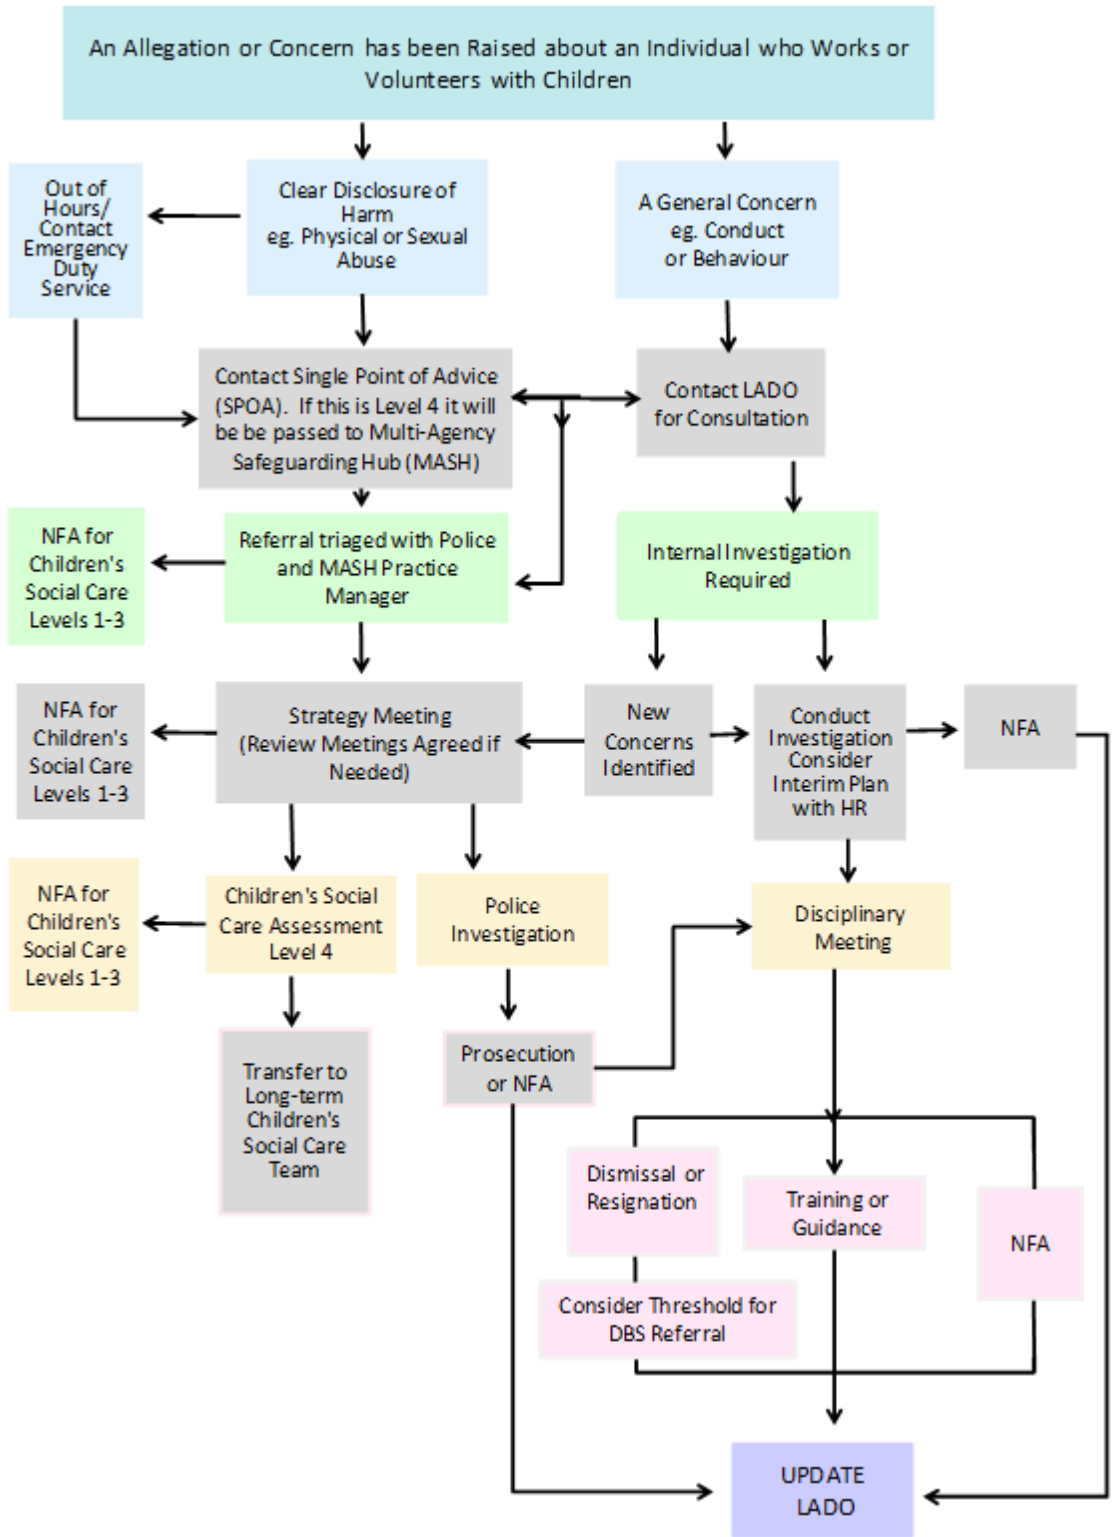 An Allegation or Concern has been Raised about an Individual who Works or
Volunteers with Children
Out of
Hours/
Contact
Emergency
Duty
Service
Clear Disclosure of
Harm
eg. Physical or Sexual
Abuse
A General Concern
eg. Conduct
or Behaviour
Contact Single Point of Advice
(SPOA). If this is Level 4 it will
be be passed to Multi-Agency
Safeguarding Hub (MASH)
Contact LADO
for Consultation
NFA for
Children's
Social Care
Levels 1-3
Referral triaged with Police
and MASH Practice
Manager
Internal Investigation
Required
NFA for
Children's
Social Care
Levels 1-3
Strategy Meeting
(Review Meetings Agreed if
Needed)
New
Concerns
Identified
Conduct
Investigation
Consider
Interim Plan
with HR
NFA
NFA for
Children's
Social Care
Levels 1-3
Children's Social
Care Assessment
Level 4
Police
Investigation
Disciplinary
Meeting
Transfer to
Long-term
Children's
Social Care
Team
Prosecution
or NFA
Dismissal or
Resignation
Training or
Guidance
NFA
Consider Threshold for
DBS Referral
UPDATE
LADO